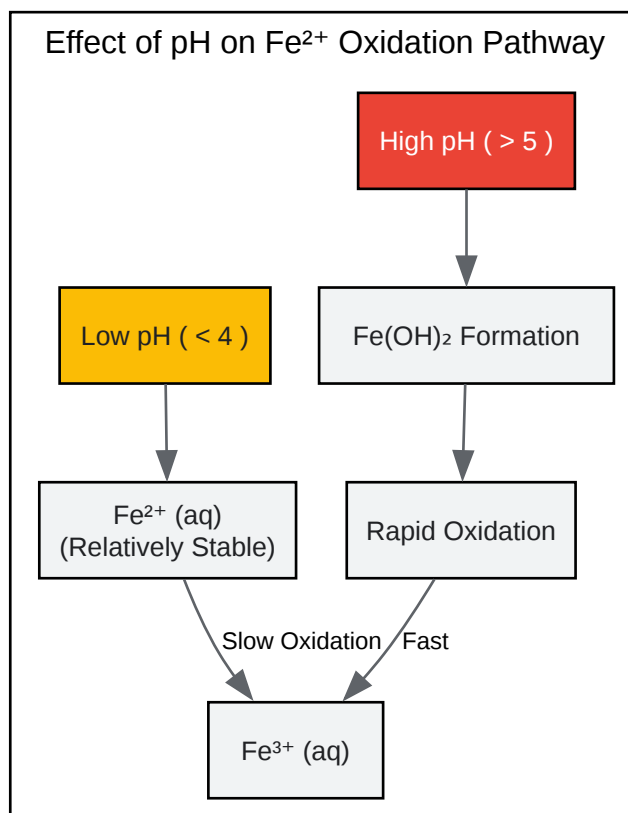 Effect of pH on Fe²⁺ Oxidation Pathway
High pH ( > 5 )
Low pH ( < 4 )
Fe(OH)₂ Formation
Fe²⁺ (aq)
(Relatively Stable)
Rapid Oxidation
Slow Oxidation
Fast
Fe³⁺ (aq)